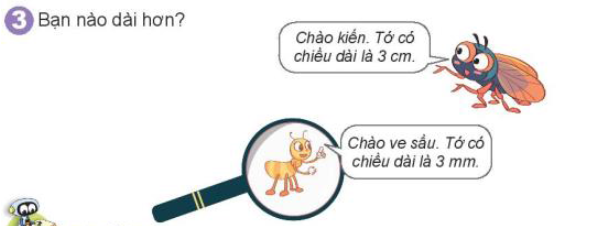 3 Bạn nào dài hơn?
Chào kiến. Tớ có
chiều dài là 3 cm.
Chào ve sầu. Tớ có
chiều dài là 3 mm.